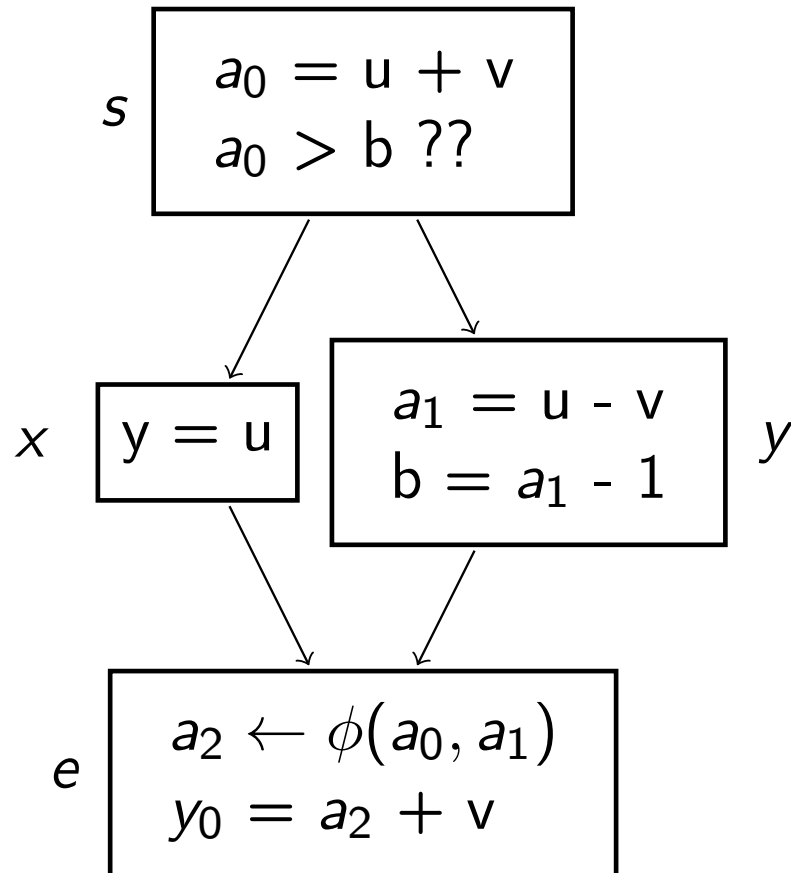 s
a₀ = u + v
a₀ > b ??
x
y = u
a₁ = u - v
b = a₁ - 1
y
e
a₂ ← ϕ(a₀, a₁)
y₀ = a₂ + v